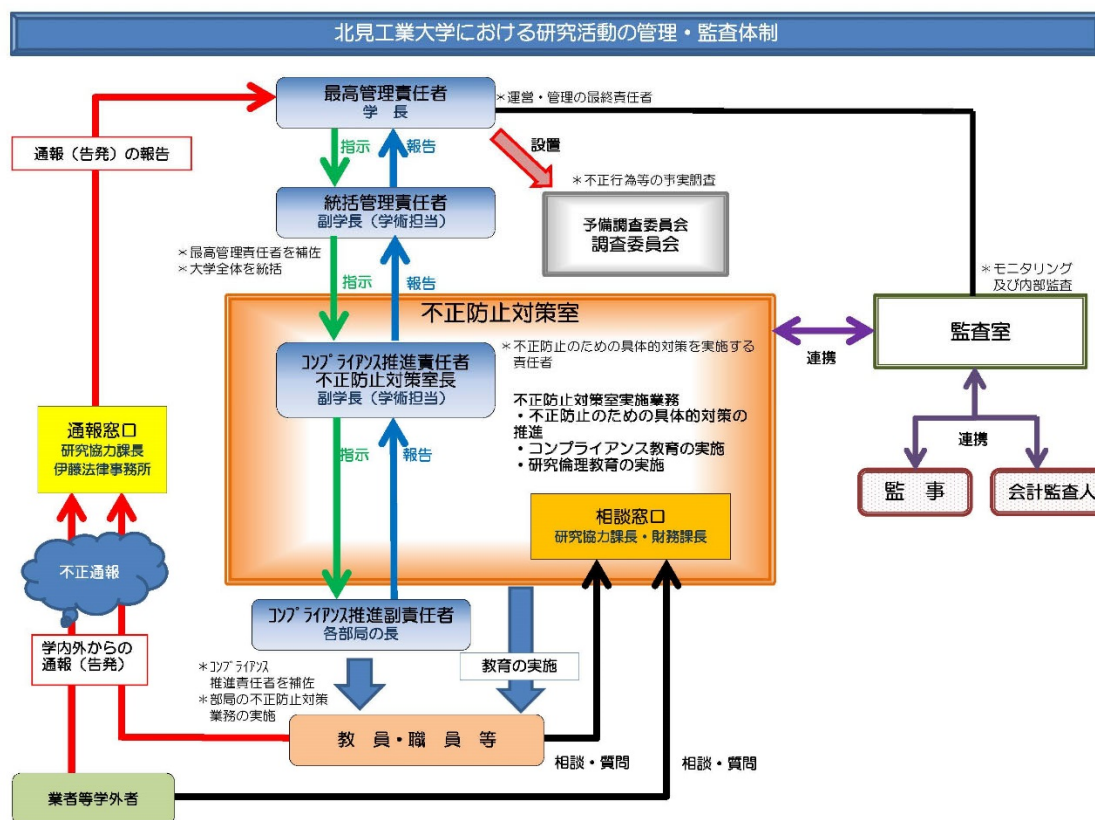 北見工業大学における研究活動の管理・監査体制
最高管理責任者
学　長
＊運営・管理の最終責任者
通報（告発）の報告
指示
報告
設置
＊不正行為等の事実調査
予備調査委員会
調査委員会
統括管理責任者
副学長（学術担当）
＊最高管理責任者を補佐
＊大学全体を統括
指示
報告
＊モニタリング
及び内部監査
監査室
不正防止対策室
連携
コンプライアンス推進責任者
不正防止対策室長
副学長（学術担当）
＊不正防止のための具体的対策を実施する
責任者
不正防止対策室実施業務
・不正防止のための具体的対策の
推進
・コンプライアンス教育の実施
・研究倫理教育の実施
通報窓口
研究協力課長
伊藤法律事務所
指示
報告
連携
監　事
会計監査人
相談窓口
研究協力課長・財務課長
不正通報
コンプライアンス推進副責任者
各部局の長
学内外からの
通報（告発）
＊コンプライアンス
推進責任者を補佐
＊部局の不正防止対策
業務の実施
教育の実施
教　員・職　員　等
相談・質問
相談・質問
業者等学外者